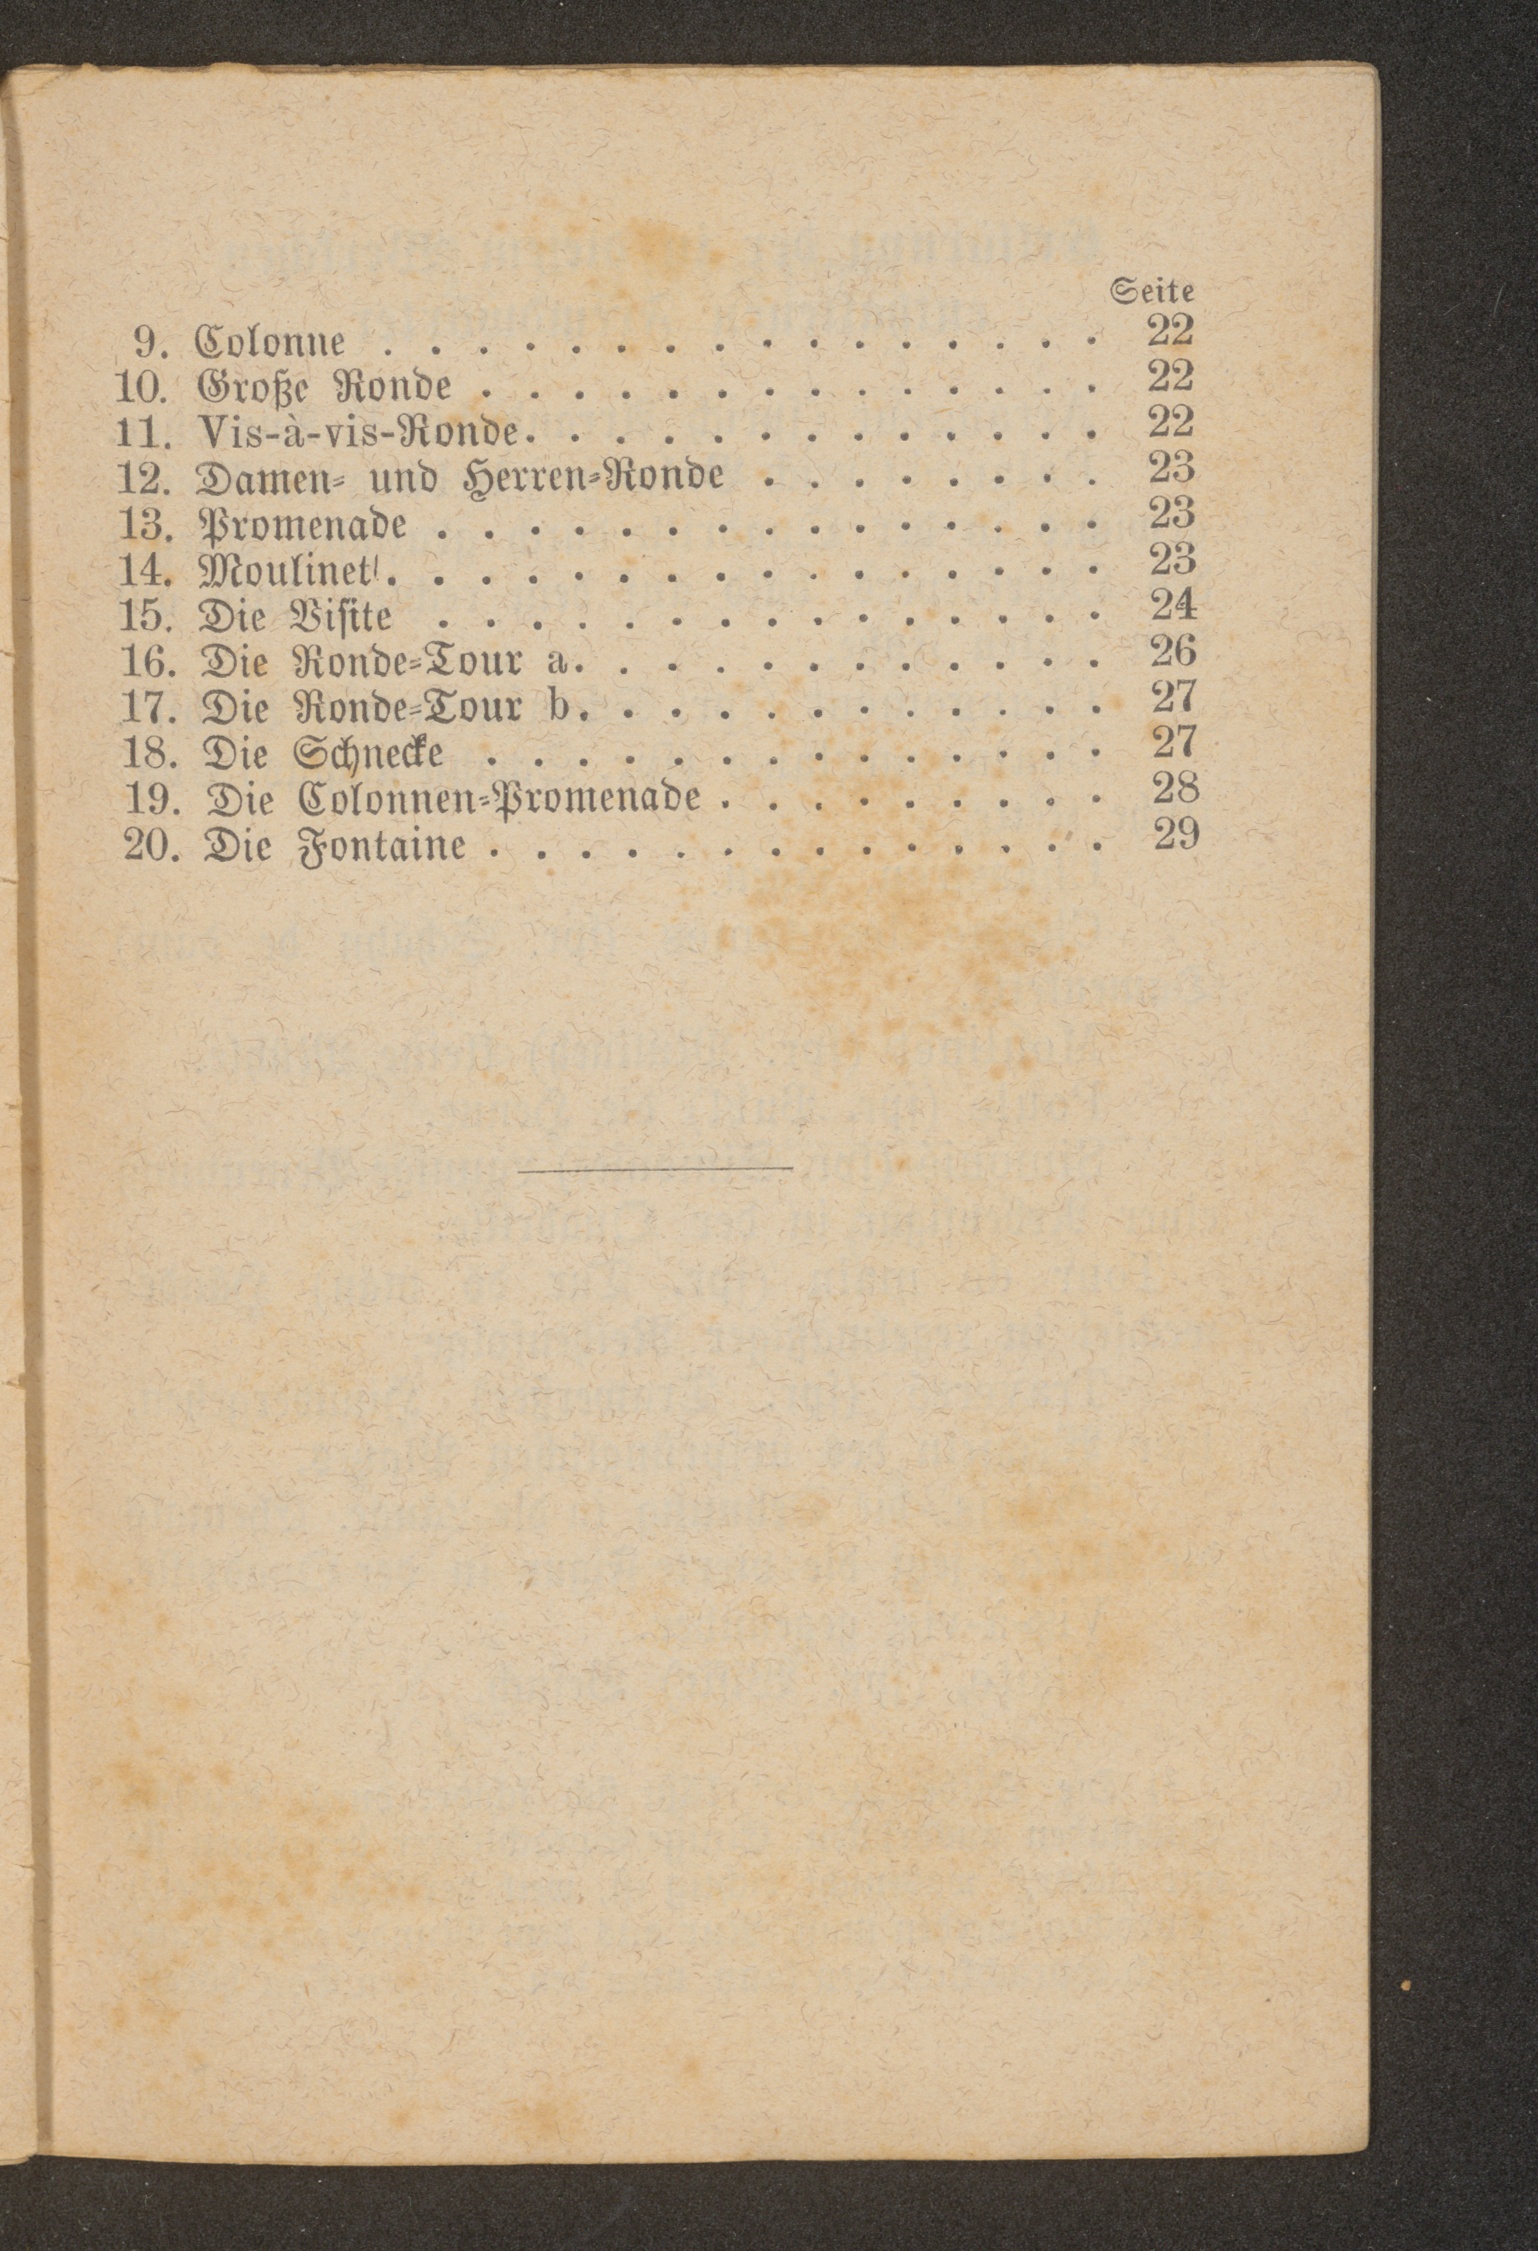 Seite
9. Colonne . . . . . . . . . . . . . . . . 22
10. Große Ronde . . . . . . . . . . . . . . 22
11. Vis-à-vis-Ronde. . . . . . . . . . . . . 22
12. Damen- und Herren-Ronde . . . . . . . . 23
13. Promenade . . . . . . . . . . . . . . . 23
14. Moulinet. . . . . . . . . . . . . . . . 23
15. Die Viſite . . . . . . . . . . . . . . . 24
16. Die Ronde-Tour a. . . . . . . . . . . . 26
17. Die Ronde-Tour b. . . . . . . . . . . . 27
18. Die Schnecke . . . . . . . . . . . . . . 27
19. Die Colonnen-Promenade . . . . . . . . . 28
20. Die Fontaine . . . . . . . . . . . . . . 29